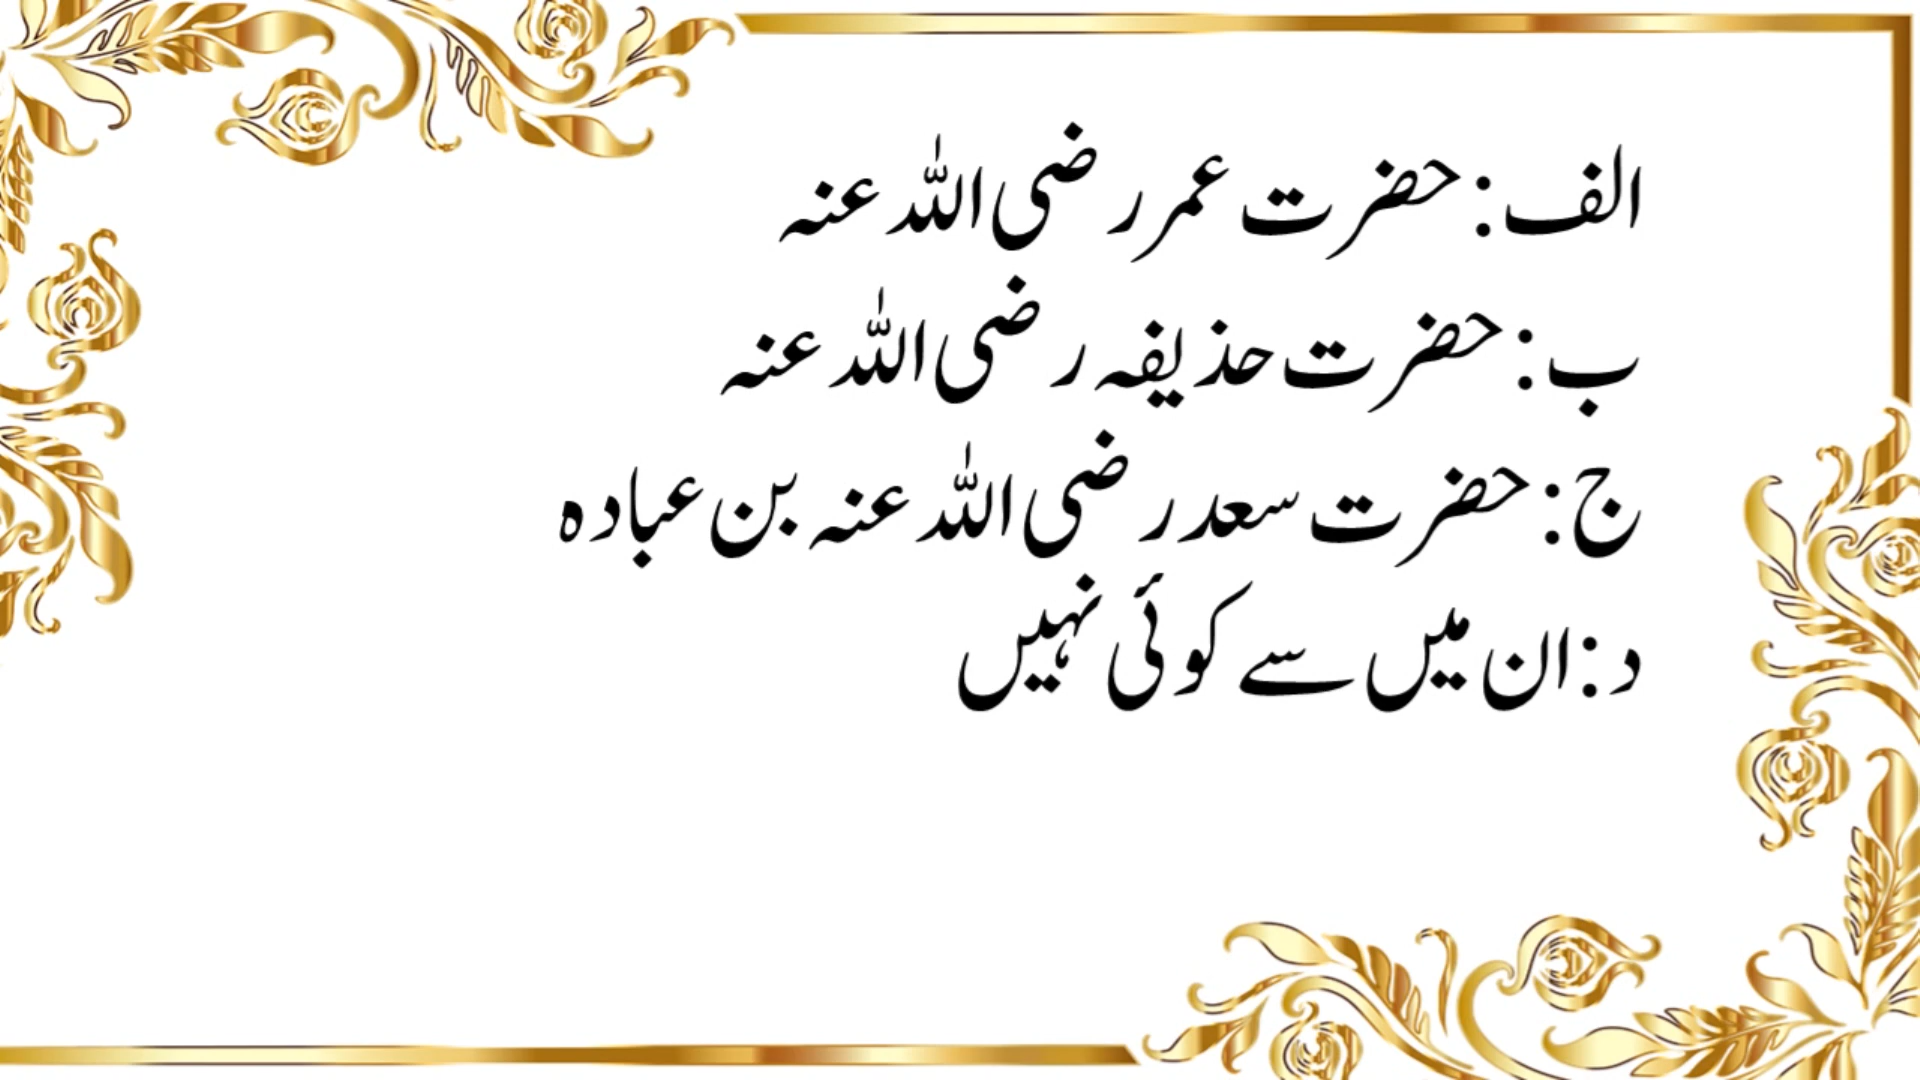 الف: حضرت عمر رضی اللہ عنہ
ب: حضرت حذیفہ رضی اللہ عنہ
ج: حضرت سعد رضی اللہ عنہ بن عبادہ
د: ان میں سے کوئی نہیں